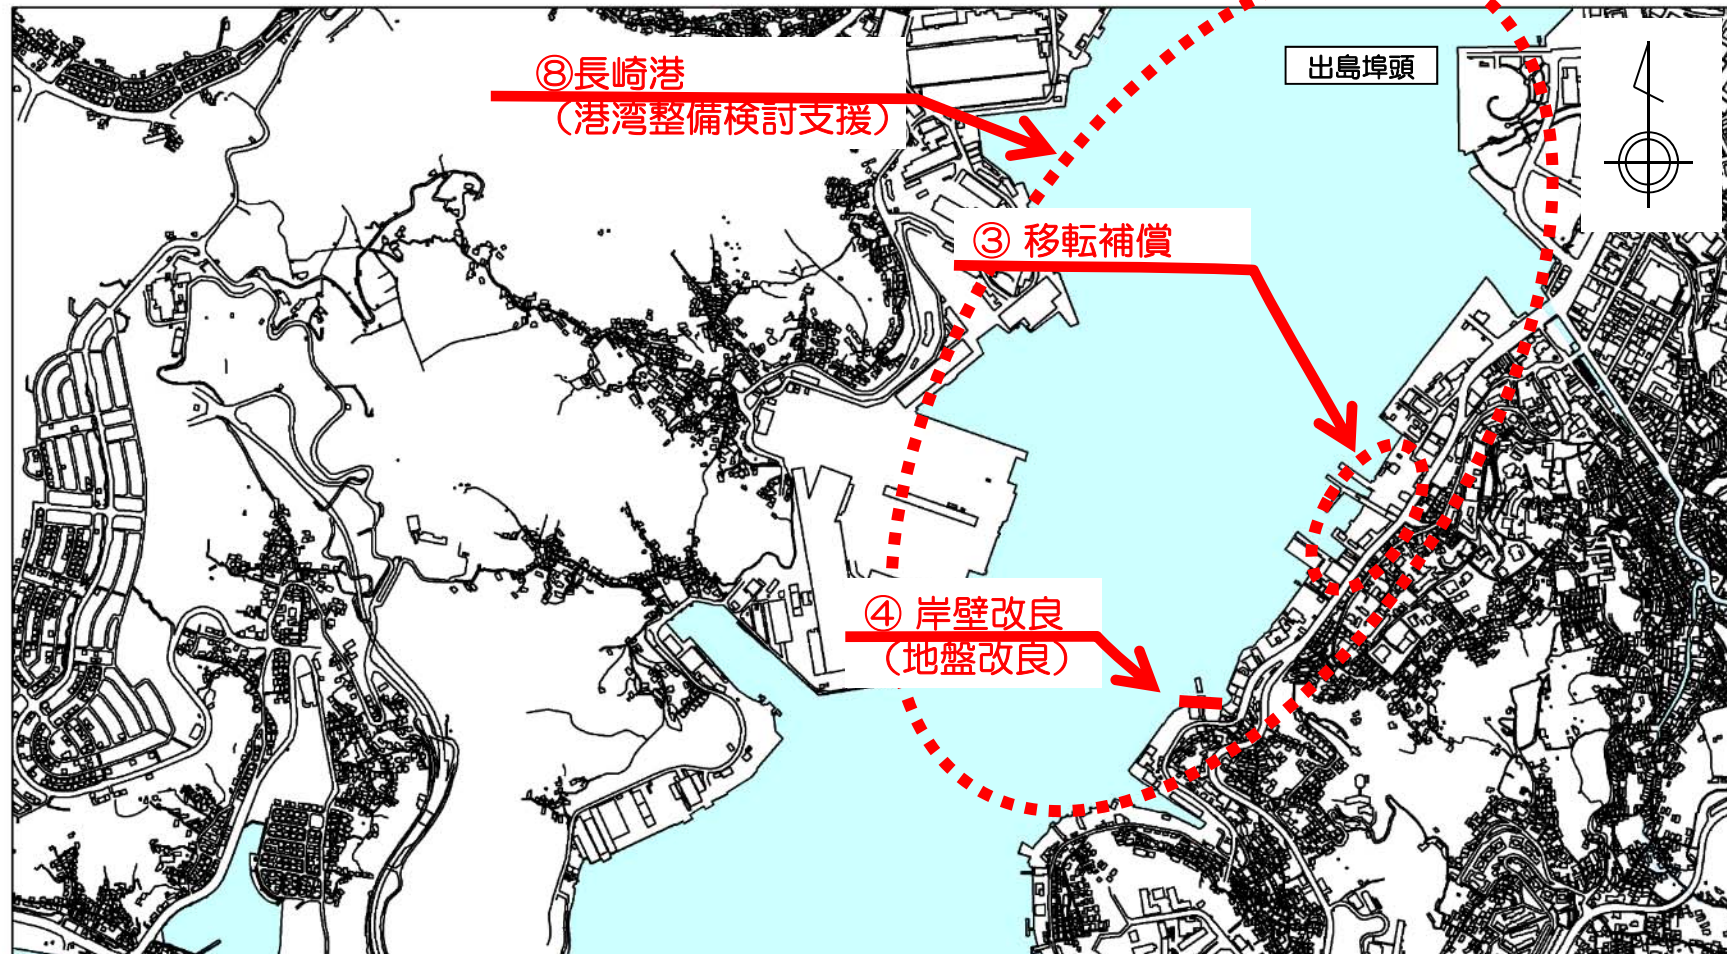 出島埠頭
⑧長崎港
（港湾整備検討支援）
③ 移転補償
④ 岸壁改良
（地盤改良）